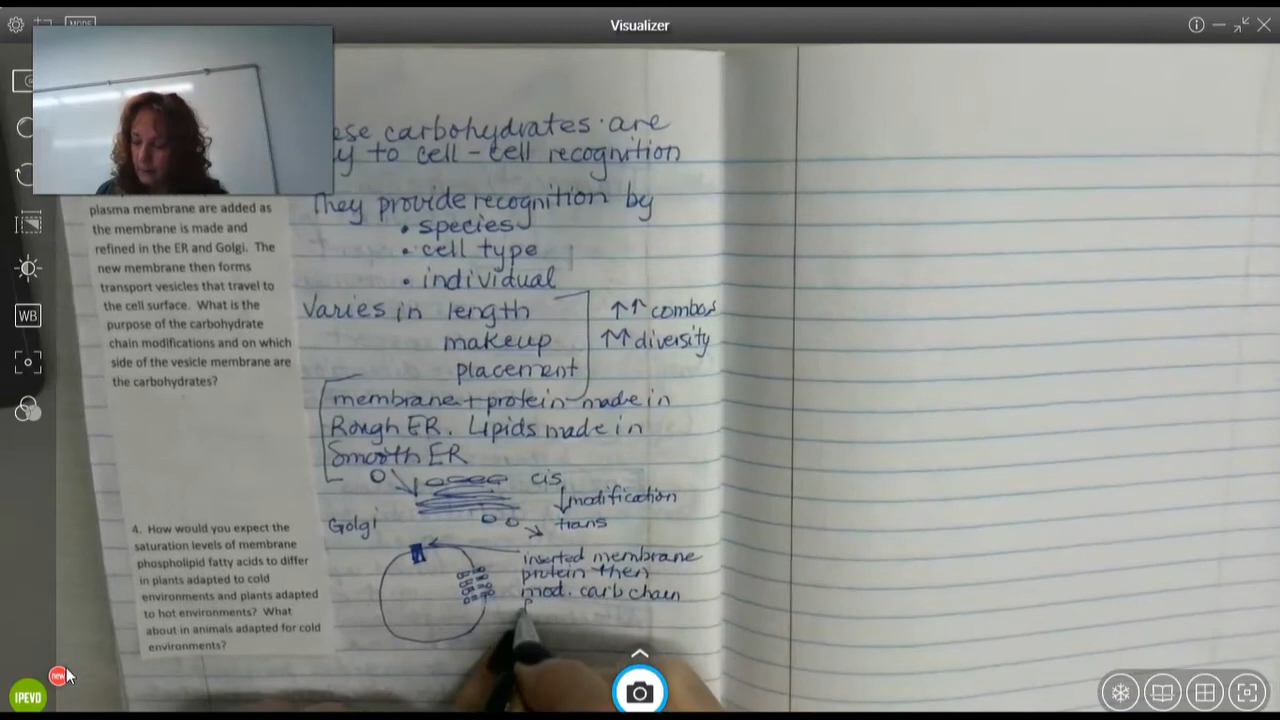 Visualizer
MODE
WB
ese carbohydrates are
y to cell-cell recognition
They provide recognition by
• species
• cell type
• individual
Varies in length
makeup
placement
↑↑ combos
↑↑ diversity
membrane + protein made in
Rough ER. Lipids made in
Smooth ER
cis
↓modification
trans
Golgi
inserted membrane
protein then
mod. carb chain
plasma membrane are added as
the membrane is made and
refined in the ER and Golgi. The
new membrane then forms
transport vesicles that travel to
the cell surface. What is the
purpose of the carbohydrate
chain modifications and on which
side of the vesicle membrane are
the carbohydrates?
4. How would you expect the
saturation levels of membrane
phospholipid fatty acids to differ
in plants adapted to cold
environments and plants adapted
to hot environments? What
about in animals adapted for cold
environments?
new
IPEVO